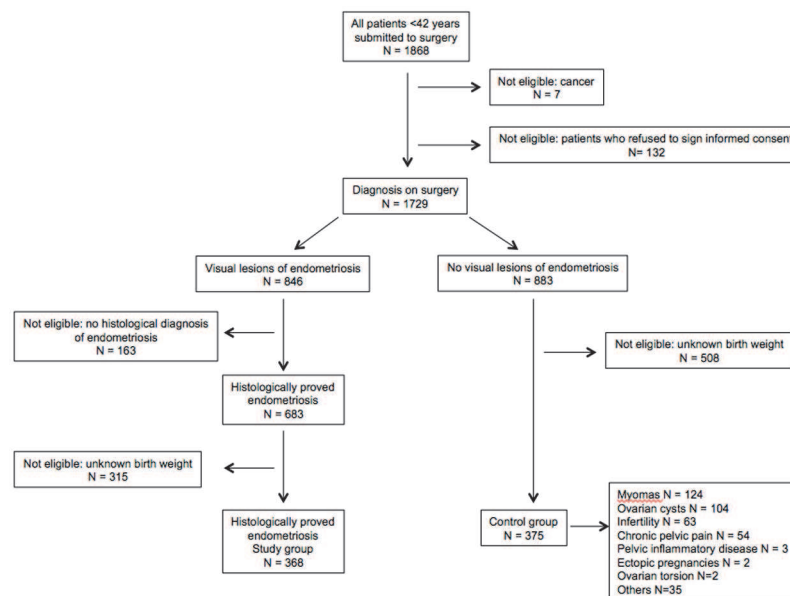 All patients <42 years
submitted to surgery
N = 1868
Not eligible: cancer
N = 7
Not eligible: patients who refused to sign informed consent
N= 132
Diagnosis on surgery
N = 1729
Visual lesions of endometriosis
N = 846
No visual lesions of endometriosis
N = 883
Not eligible: no histological diagnosis
of endometriosis
N = 163
Not eligible: unknown birth weight
N = 508
Histologically proved
endometriosis
N = 683
Not eligible: unknown birth weight
N = 315
Histologically proved
endometriosis
Study group
N = 368
Control group
N = 375
Myomas N = 124
Ovarian cysts N = 104
Infertility N = 63
Chronic pelvic pain N = 54
Pelvic inflammatory disease N = 3
Ectopic pregnancies N = 2
Ovarian torsion N=2
Others N=35